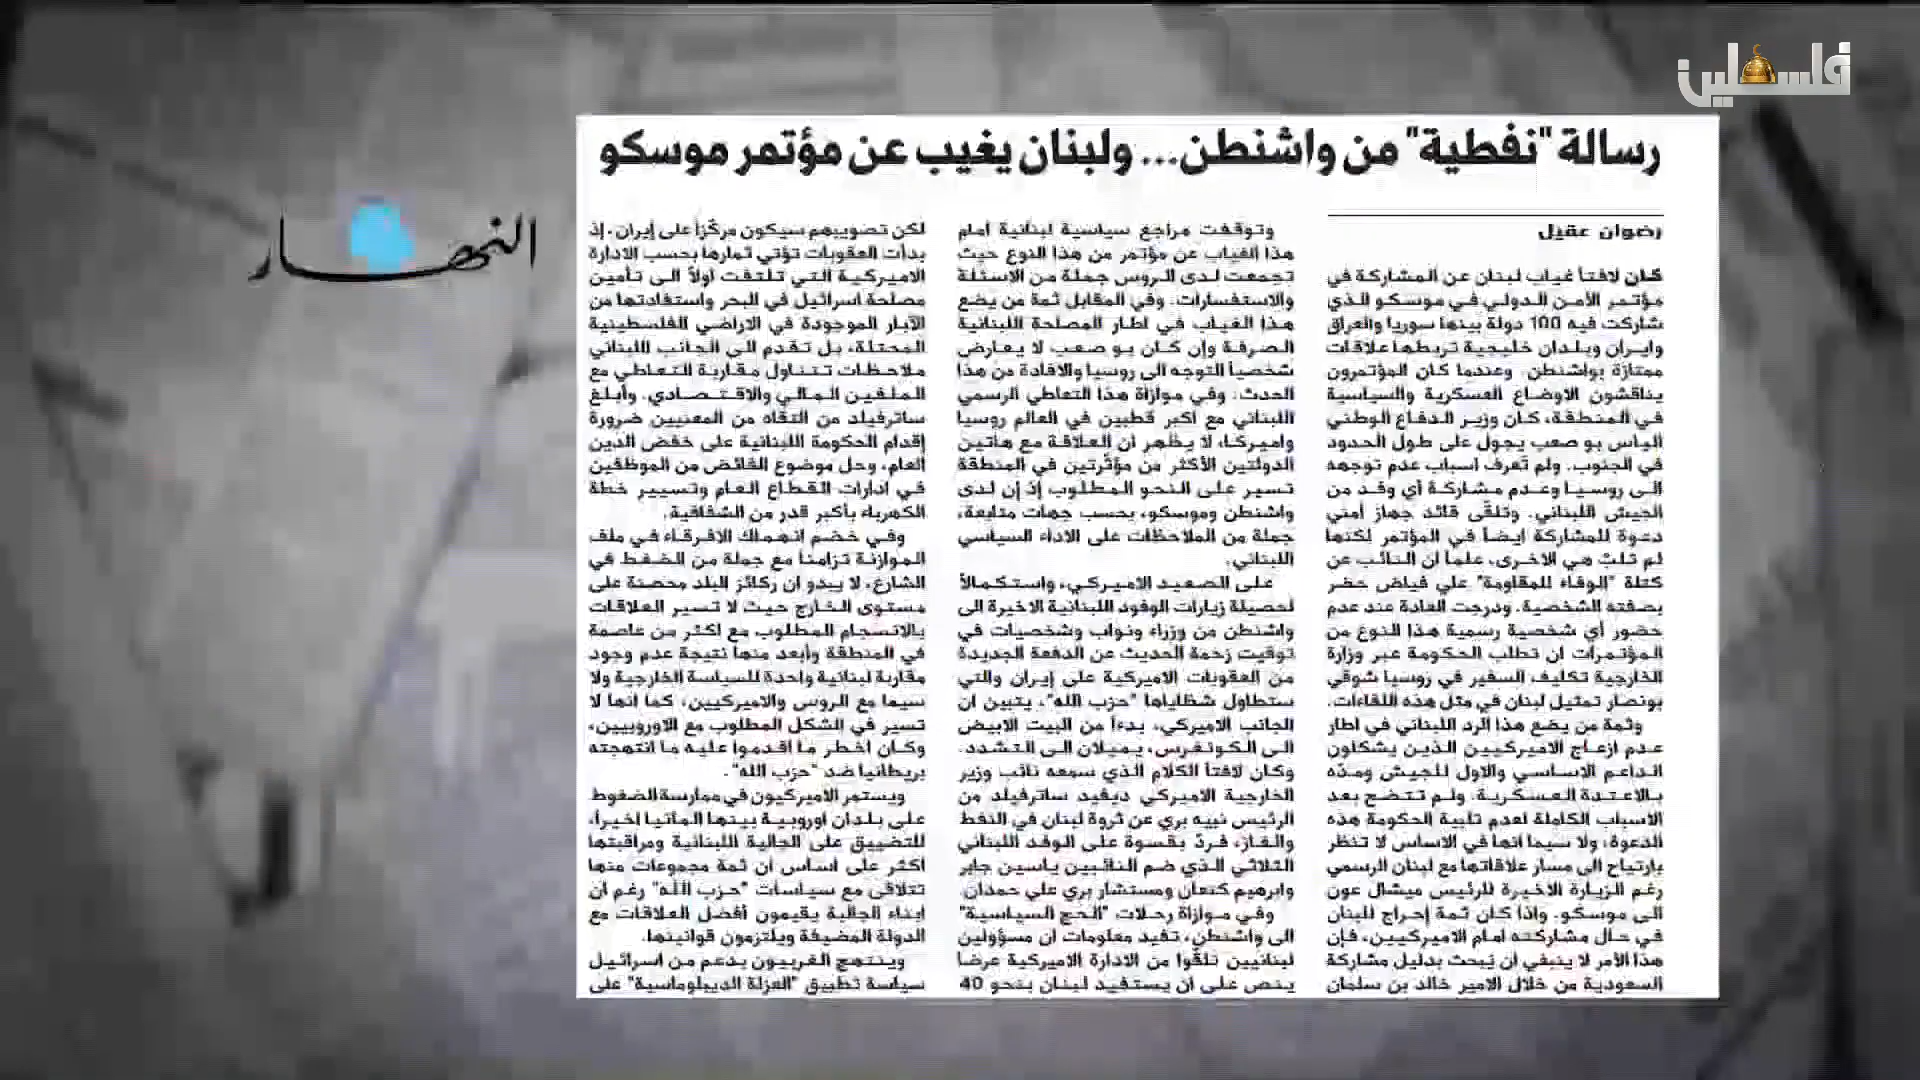 فلسطين
النهار
رسالة "نفطية" من واشنطن... ولبنان يغيب عن مؤتمر موسكو
رضوان عقيل
كان لافتاً غياب لبنان عن المشاركة في
مؤتمر الأمن الدولي في موسكو الذي
شاركت فيه 100 دولة بينها سوريا والعراق
وايران وبلدان خليجية تربطها علاقات
ممتازة بواشنطن. وعندما كان المؤتمرون
يناقشون الاوضاع العسكرية والسياسية
في المنطقة، كان وزير الدفاع الوطني
الياس بو صعب يجول على طول الحدود
في الجنوب. ولم تعرف اسباب عدم توجهه
الى روسيا وعدم مشاركة أي وفد من
الجيش اللبناني. وتلقى قائد جهاز أمني
دعوة للمشاركة ايضاً في المؤتمر لكنها
لم تلبَّ هي الاخرى، علماً ان النائب عن
كتلة "الوفاء للمقاومة" علي فياض حضر
بصفته الشخصية. ودرجت العادة عند عدم
حضور أي شخصية رسمية هذا النوع من
المؤتمرات ان تطلب الحكومة عبر وزارة
الخارجية تكليف السفير في روسيا شوقي
بونصار تمثيل لبنان في مثل هذه اللقاءات.
وثمة من يضع هذا الرد اللبناني في اطار
عدم ازعاج الاميركيين الذين يشكلون
الداعم الاساسي والاول للجيش ومدّه
بالاعتدة العسكرية. ولم تتضح بعد
الاسباب الكاملة لعدم تلبية الحكومة هذه
الدعوة، ولا سيما انها في الاساس لا تنظر
بارتياح الى مسار علاقاتها مع لبنان الرسمي
رغم الزيارة الاخيرة للرئيس ميشال عون
الى موسكو. واذا كان ثمة إحراج للبنان
في حال مشاركته امام الاميركيين، فإن
هذا الأمر لا ينبغي ان يُبحث بدليل مشاركة
السعودية من خلال الامير خالد بن سلمان
وتوقفت مراجع سياسية لبنانية امام
هذا الغياب عن مؤتمر من هذا النوع حيث
تجمعت لدى الروس جملة من الاسئلة
والاستفسارات. وفي المقابل ثمة من يضع
هذا الغياب في اطار المصلحة اللبنانية
الصرفة وإن كان بو صعب لا يعارض
شخصياً التوجه الى روسيا والافادة من هذا
الحدث. وفي موازاة هذا التعاطي الرسمي
اللبناني مع اكبر قطبين في العالم روسيا
واميركا، لا يظهر ان العلاقة مع هاتين
الدولتين الأكثر من مؤثرتين في المنطقة
تسير على النحو المطلوب إذ إن لدى
واشنطن وموسكو، بحسب جهات متابعة،
جملة من الملاحظات على الاداء السياسي
اللبناني.
على الصعيد الاميركي، واستكمالاً
لحصيلة زيارات الوفود اللبنانية الاخيرة الى
واشنطن من وزراء ونواب وشخصيات في
توقيت زحمة الحديث عن الدفعة الجديدة
من العقوبات الاميركية على إيران والتي
ستطاول شظاياها "حزب الله"، يتبين ان
الجانب الاميركي، بدءاً من البيت الابيض
الى الكونغرس، يميلان الى التشدد.
وكان لافتاً الكلام الذي سمعه نائب وزير
الخارجية الاميركي ديفيد ساترفيلد من
الرئيس نبيه بري عن ثروة لبنان في النفط
والغاز، فردّ بقسوة على الوفد اللبناني
الثلاثي الذي ضم النائبين ياسين جابر
وابرهيم كنعان ومستشار بري علي حمدان.
وفي موازاة رحلات "الحج السياسية"
الى واشنطن، تفيد معلومات ان مسؤولين
لبنانيين تلقّوا من الادارة الاميركية عرضاً
ينص على ان يستفيد لبنان بنحو 40
لكن تصويبهم سيكون مركّزاً على إيران، إذ
بدأت العقوبات تؤتي ثمارها بحسب الادارة
الاميركية التي تلتفت أولاً الى تأمين
مصلحة اسرائيل في البحر واستفادتها من
الآبار الموجودة في الاراضي الفلسطينية
المحتلة، بل تقدم الى الجانب اللبناني
ملاحظات تتناول مقاربة التعاطي مع
الملفين المالي والاقتصادي. وأبلغ
ساترفيلد من التقاه من المعنيين ضرورة
إقدام الحكومة اللبنانية على خفض الدين
العام، وحل موضوع الفائض من الموظفين
في ادارات القطاع العام وتسيير خطة
الكهرباء بأكبر قدر من الشفافية.
وفي خضم انهماك الافرقاء في ملف
الموازنة تزامناً مع جملة من الضغط في
الشارع، لا يبدو ان ركائز البلد محصنة على
مستوى الخارج حيث لا تسير العلاقات
بالانسجام المطلوب مع اكثر من عاصمة
في المنطقة وأبعد منها نتيجة عدم وجود
مقاربة لبنانية واحدة للسياسة الخارجية ولا
سيما مع الروس والاميركيين، كما انها لا
تسير في الشكل المطلوب مع الاوروبيين،
وكان أخطر ما اقدموا عليه ما انتهجته
بريطانيا ضد "حزب الله".
ويستمر الاميركيون في ممارسة الضغوط
على بلدان اوروبية بينها المانيا اخيراً،
للتضييق على الجالية اللبنانية ومراقبتها
اكثر على اساس ان ثمة مجموعات منها
تتلاقى مع سياسات "حزب الله" رغم ان
ابناء الجالية يقيمون أفضل العلاقات مع
الدولة المضيفة ويلتزمون قوانينها.
وينتهج الغربيون بدعم من اسرائيل
سياسة تطبيق "العزلة الديبلوماسية" على